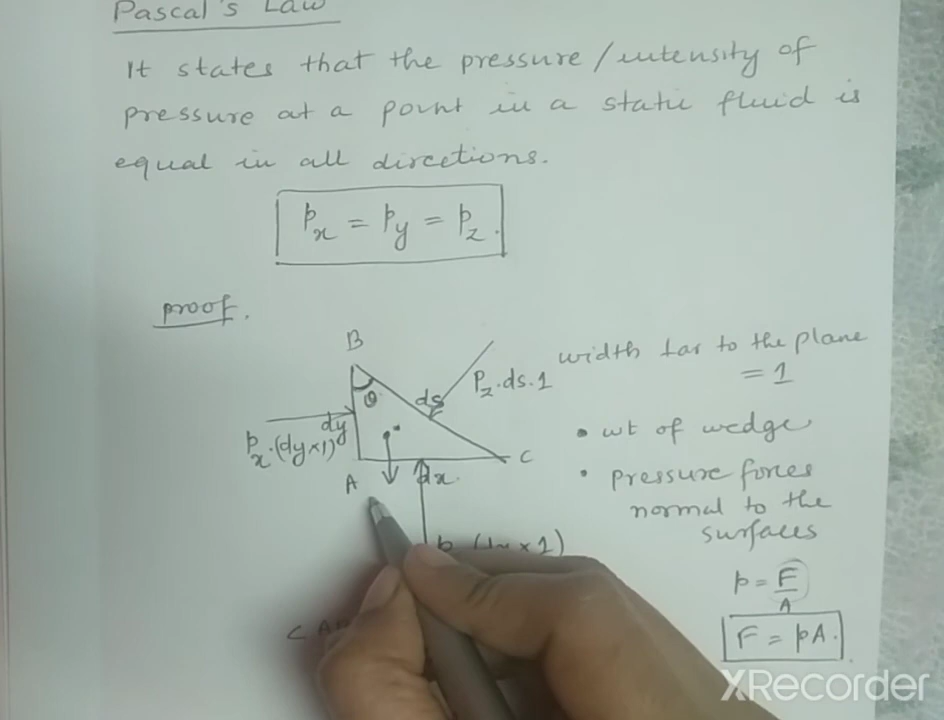 Pascal's Law
It states that the pressure/intensity of
pressure at a point in a static fluid is
equal in all directions.
px = py = pz.
proof.
B
width lar to the plane
= 1
Pz.ds.1
θ
ds
dy
px.(dy×1)
A
dx.
C
• wt of wedge
• pressure forces
normal to the
surfaces
p = F/A
F = pA.
× 1)
XRecorder